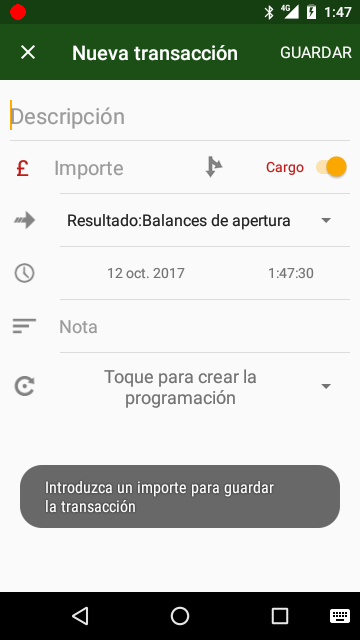 4G 1:47
Nueva transacción GUARDAR
Descripción
£ Importe Cargo
Resultado:Balances de apertura
12 oct. 2017 1:47:30
Nota
Toque para crear la
programación
Introduzca un importe para guardar
la transacción